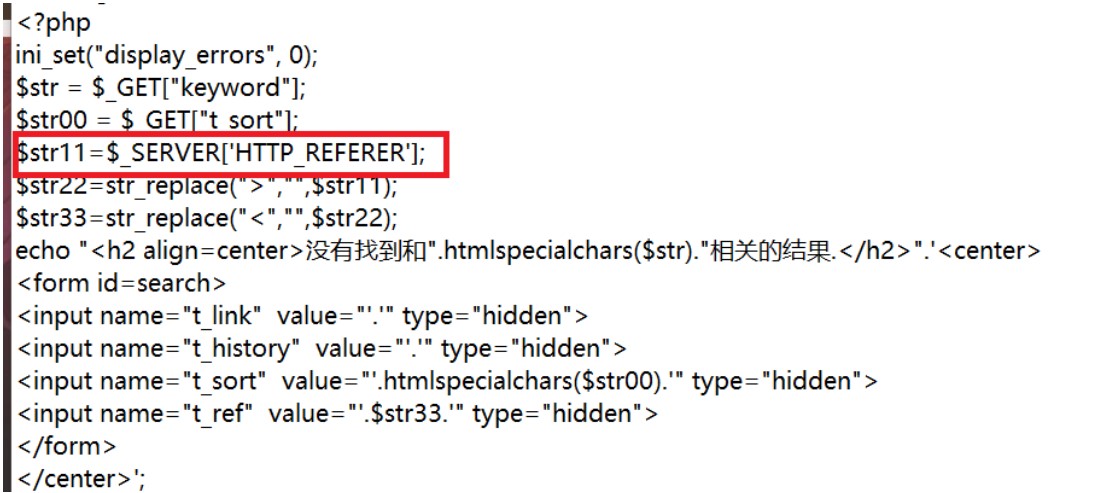 <?php
ini_set("display_errors", 0);
$str = $_GET["keyword"];
$str00 = $_GET["t_sort"];
$str11=$_SERVER['HTTP_REFERER'];
$str22=str_replace(">","",$str11);
$str33=str_replace("<","",$str22);
echo "<h2 align=center>没有找到和".htmlspecialchars($str)."相关的结果.</h2>".'<center>
<form id=search>
<input name="t_link"  value="'.'" type="hidden">
<input name="t_history"  value="'.'" type="hidden">
<input name="t_sort"  value="'.htmlspecialchars($str00).'" type="hidden">
<input name="t_ref"  value="'.$str33.'" type="hidden">
</form>
</center>';